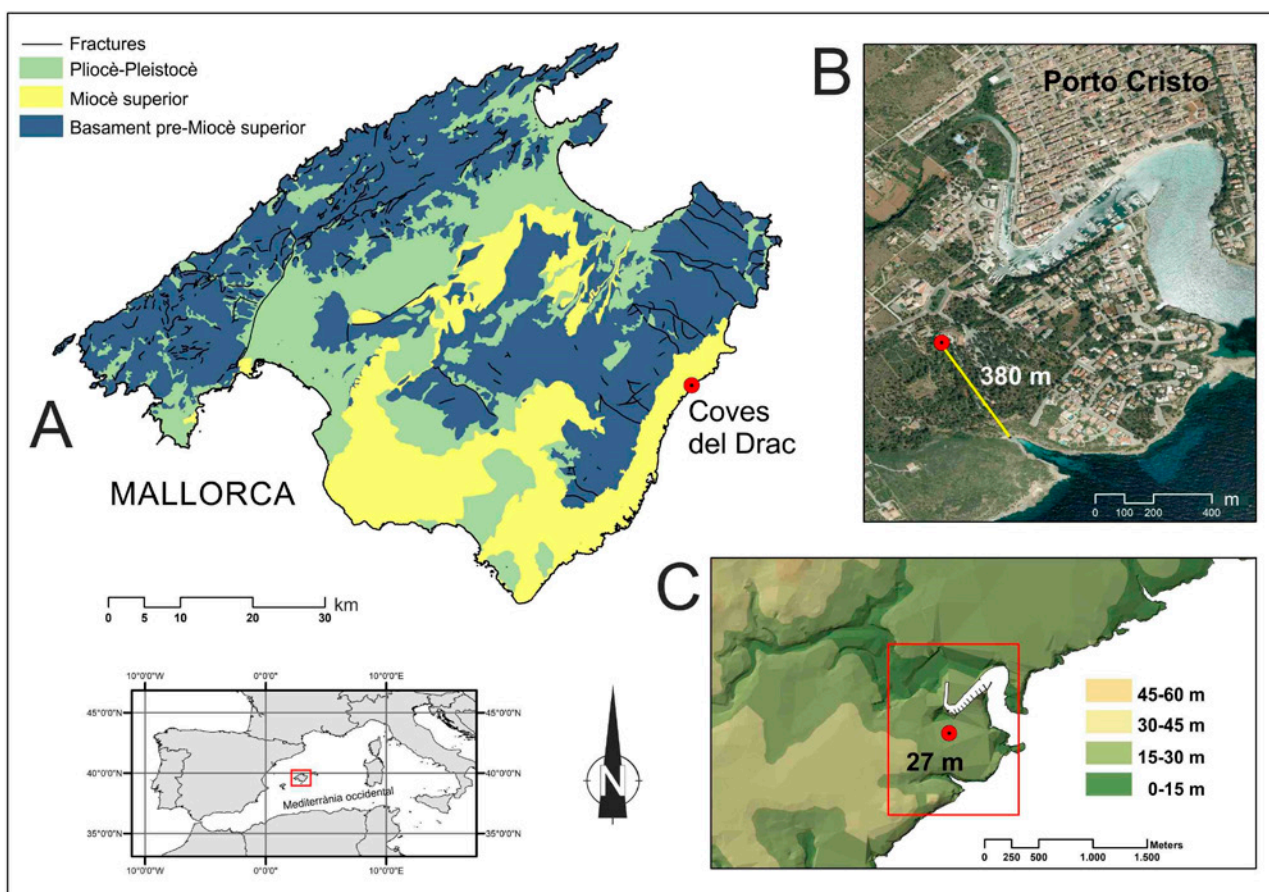 Fractures
Pliocè-Pleistocè
Miocè superior
Basament pre-Miocè superior
A
MALLORCA
Coves
del Drac
0 5 10 20 30 km
B
Porto Cristo
380 m
m
0 100 200 400
C
27 m
45-60 m
30-45 m
15-30 m
0-15 m
Meters
0 250 500 1.000 1.500
10°0'0"W 0°0'0"E 10°0'0"E
45°0'0"N 45°0'0"N
40°0'0"N 40°0'0"N
Mediterrània occidental
35°0'0"N 35°0'0"N
10°0'0"W 0°0'0"E 10°0'0"E
N